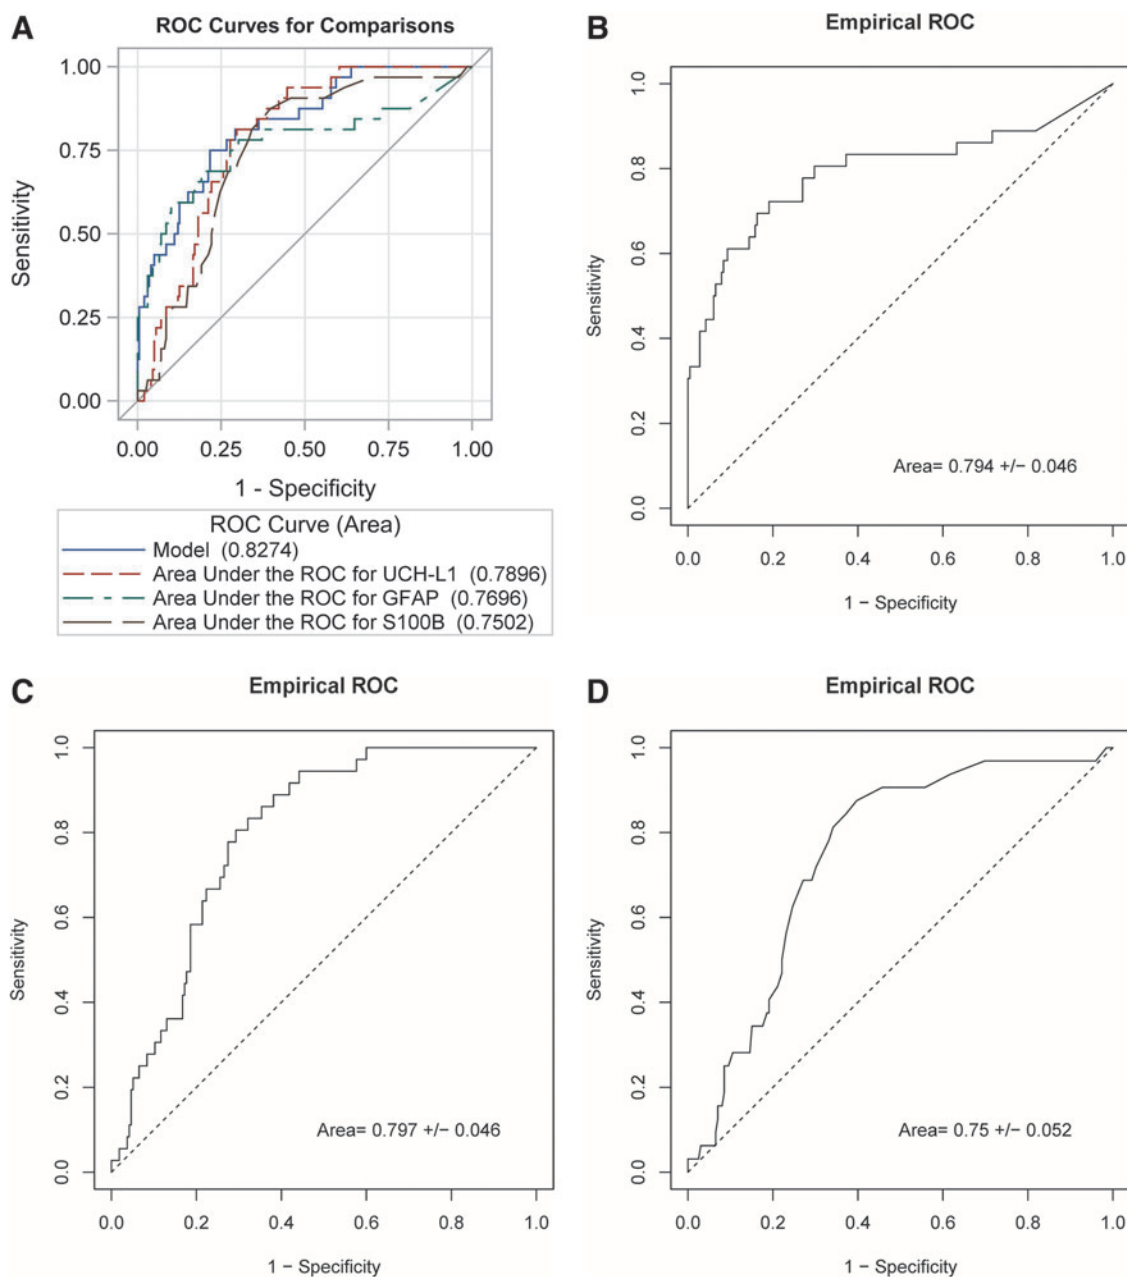 A
ROC Curves for Comparisons
1.00
0.75
0.50
0.25
0.00
Sensitivity
0.00 0.25 0.50 0.75 1.00
1 - Specificity
ROC Curve (Area)
Model (0.8274)
Area Under the ROC for UCH-L1 (0.7896)
Area Under the ROC for GFAP (0.7696)
Area Under the ROC for S100B (0.7502)
B
Empirical ROC
1.0
0.8
0.6
0.4
0.2
0.0
Sensitivity
Area= 0.794 +/− 0.046
0.0 0.2 0.4 0.6 0.8 1.0
1 − Specificity
C
Empirical ROC
1.0
0.8
0.6
0.4
0.2
0.0
Sensitivity
Area= 0.797 +/− 0.046
0.0 0.2 0.4 0.6 0.8 1.0
1 − Specificity
D
Empirical ROC
1.0
0.8
0.6
0.4
0.2
0.0
Sensitivity
Area= 0.75 +/− 0.052
0.0 0.2 0.4 0.6 0.8 1.0
1 − Specificity